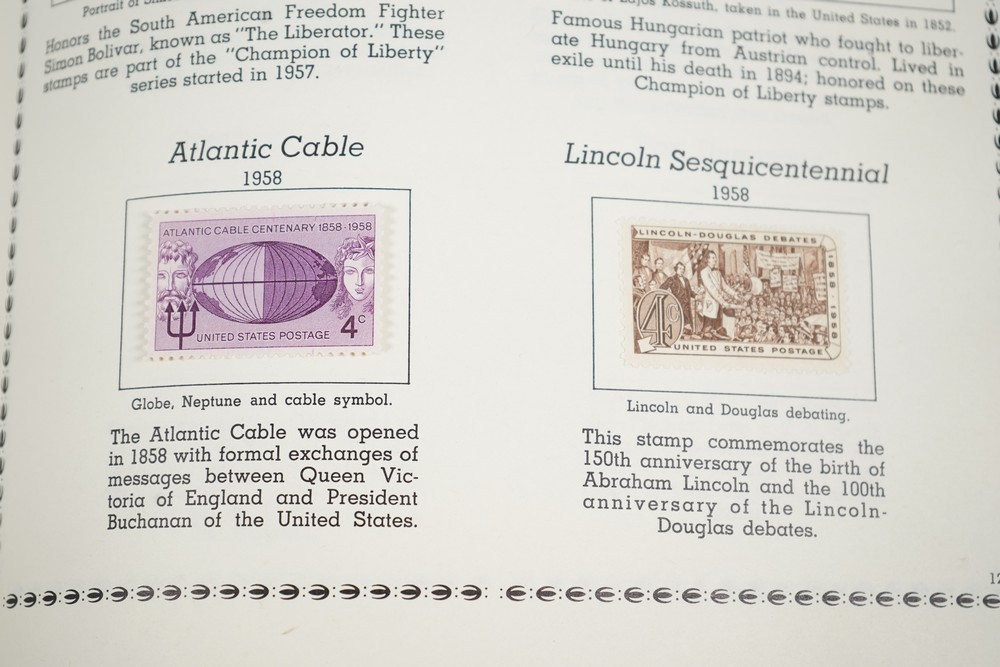 Portrait of
Honors the South American Freedom Fighter
Simon Bolivar, known as "The Liberator." These
stamps are part of the "Champion of Liberty"
series started in 1957.
Kossuth, taken in the United States in 1852.
Famous Hungarian patriot who fought to liber-
ate Hungary from Austrian control. Lived in
exile until his death in 1894; honored on these
Champion of Liberty stamps.
Atlantic Cable
1958
ATLANTIC CABLE CENTENARY 1858-1958
UNITED STATES POSTAGE 4c
Globe, Neptune and cable symbol.
The Atlantic Cable was opened
in 1858 with formal exchanges of
messages between Queen Vic-
toria of England and President
Buchanan of the United States.
Lincoln Sesquicentennial
1958
LINCOLN-DOUGLAS DEBATES
1858-1958
4c
UNITED STATES POSTAGE
Lincoln and Douglas debating.
This stamp commemorates the
150th anniversary of the birth of
Abraham Lincoln and the 100th
anniversary of the Lincoln-
Douglas debates.
12